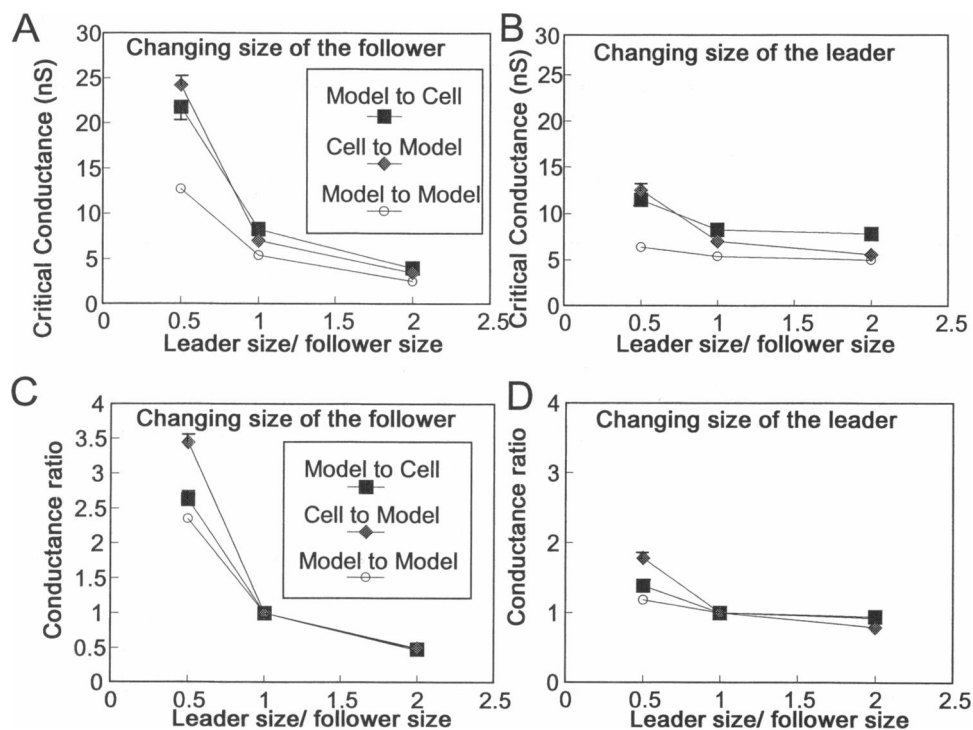 A
Changing size of the follower
Critical Conductance (nS)
30
25
20
15
10
5
0
Model to Cell
Cell to Model
Model to Model
0
0.5
1
1.5
2
2.5
Leader size/ follower size
B
Changing size of the leader
Critical Conductance (nS)
30
25
20
15
10
5
0
0
0.5
1
1.5
2
2.5
Leader size/ follower size
C
Changing size of the follower
Conductance ratio
4
3.5
3
2.5
2
1.5
1
0.5
0
Model to Cell
Cell to Model
Model to Model
0
0.5
1
1.5
2
2.5
Leader size/ follower size
D
Changing size of the leader
Conductance ratio
4
3
2
1
0
0
0.5
1
1.5
2
2.5
Leader size/ follower size